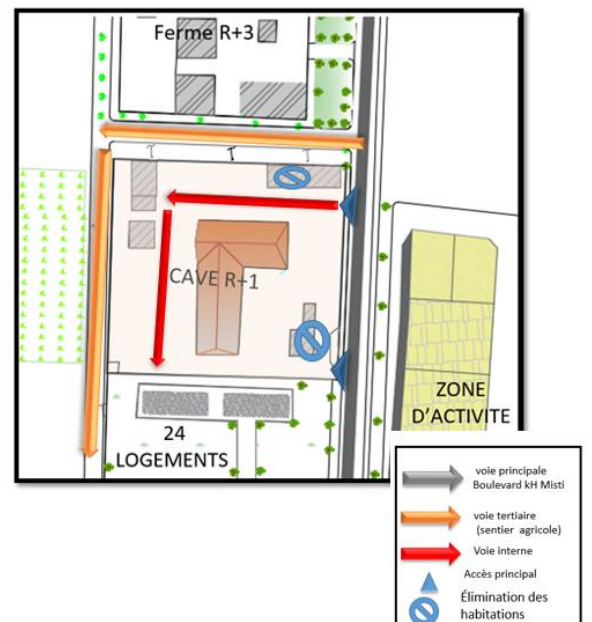 Ferme R+3
CAVE R+1
ZONE
D'ACTIVITE
24
LOGEMENTS
voie principale
Boulevard kH Misti
voie tertiaire
(sentier agricole)
Voie interne
Accès principal
Élimination des
habitations